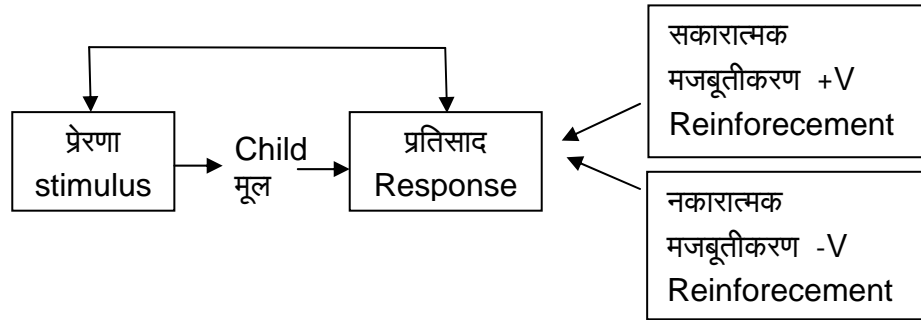 प्रेरणा
stimulus
Child
मूल
प्रतिसाद
Response
सकारात्मक
मजबूतीकरण +V
Reinforecement
नकारात्मक
मजबूतीकरण -V
Reinforecement